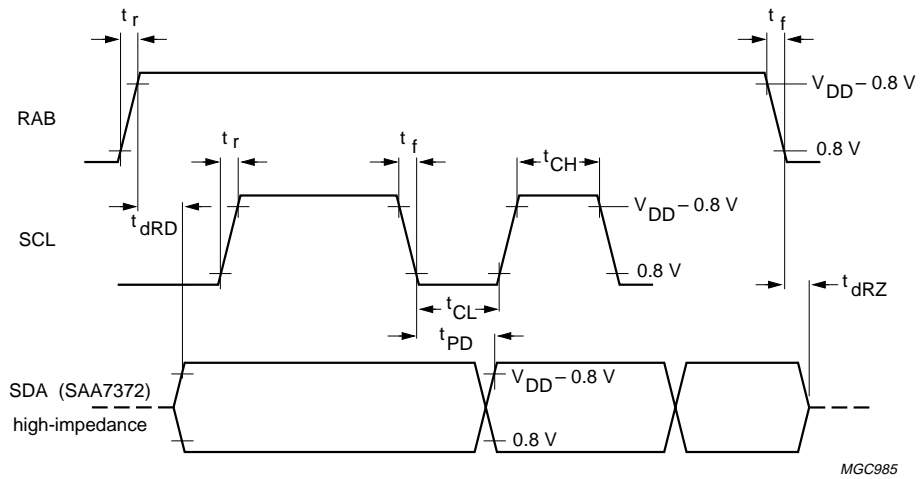 t r
t f
RAB
V DD – 0.8 V
0.8 V
t r
t f
t CH
SCL
t dRD
V DD – 0.8 V
0.8 V
t CL
t dRZ
t PD
SDA (SAA7372)
high-impedance
V DD – 0.8 V
0.8 V
MGC985